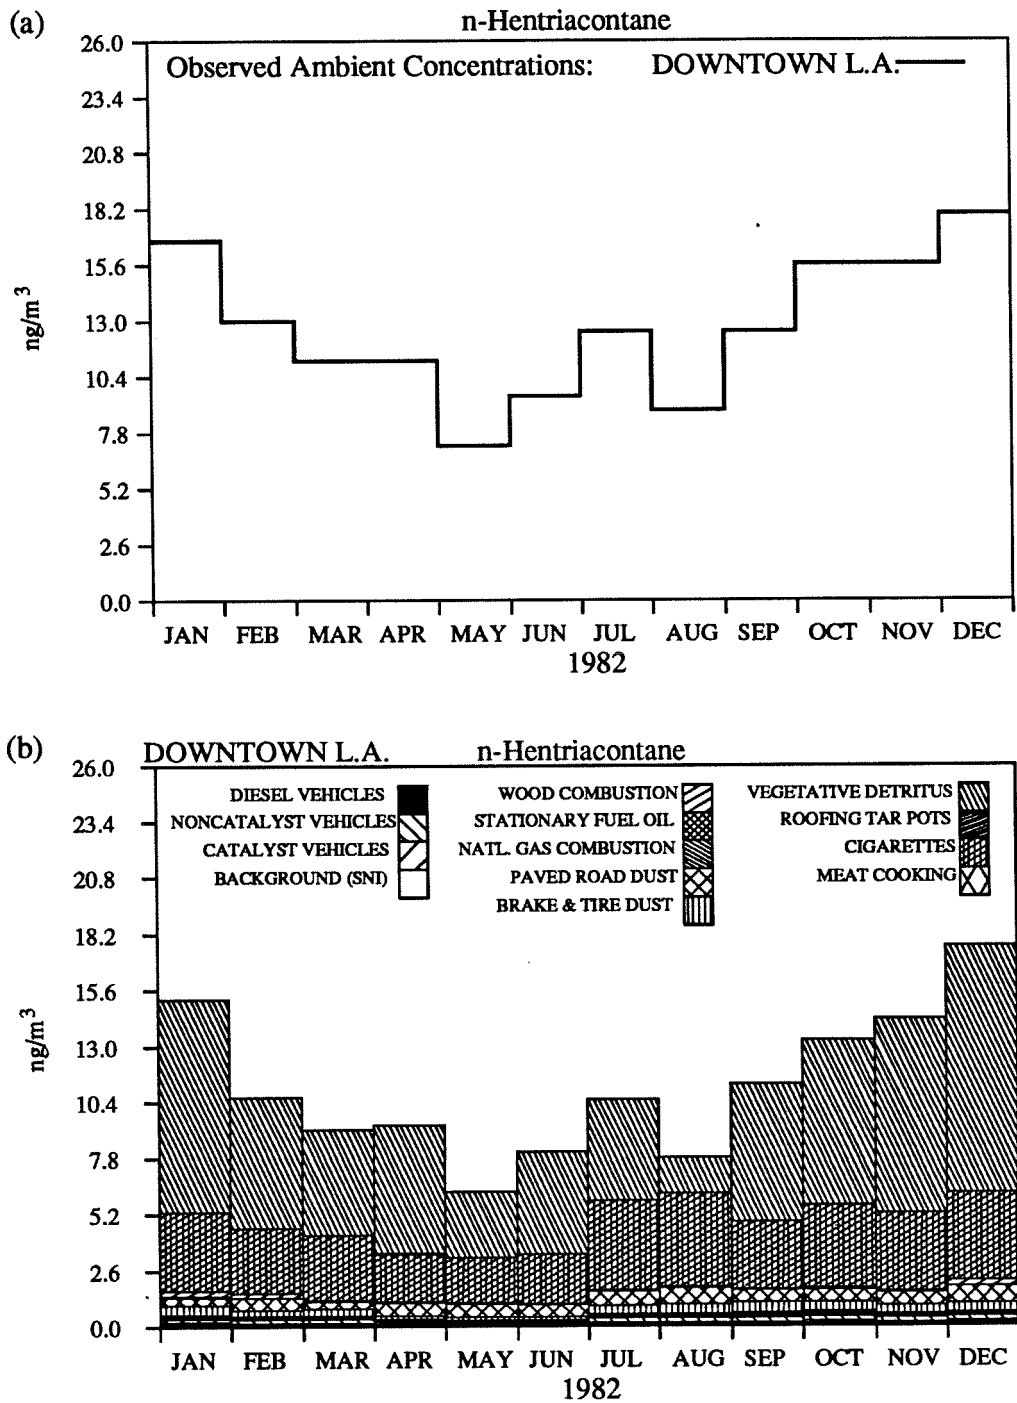 (a)
n-Hentriacontane
Observed Ambient Concentrations: DOWNTOWN L.A.
26.0
23.4
20.8
18.2
15.6
13.0
10.4
7.8
5.2
2.6
0.0
ng/m³
JAN FEB MAR APR MAY JUN JUL AUG SEP OCT NOV DEC
1982
(b)
DOWNTOWN L.A. n-Hentriacontane
26.0
23.4
20.8
18.2
15.6
13.0
10.4
7.8
5.2
2.6
0.0
ng/m³
DIESEL VEHICLES
NONCATALYST VEHICLES
CATALYST VEHICLES
BACKGROUND (SNI)
WOOD COMBUSTION
STATIONARY FUEL OIL
NATL. GAS COMBUSTION
PAVED ROAD DUST
BRAKE & TIRE DUST
VEGETATIVE DETRITUS
ROOFING TAR POTS
CIGARETTES
MEAT COOKING
JAN FEB MAR APR MAY JUN JUL AUG SEP OCT NOV DEC
1982